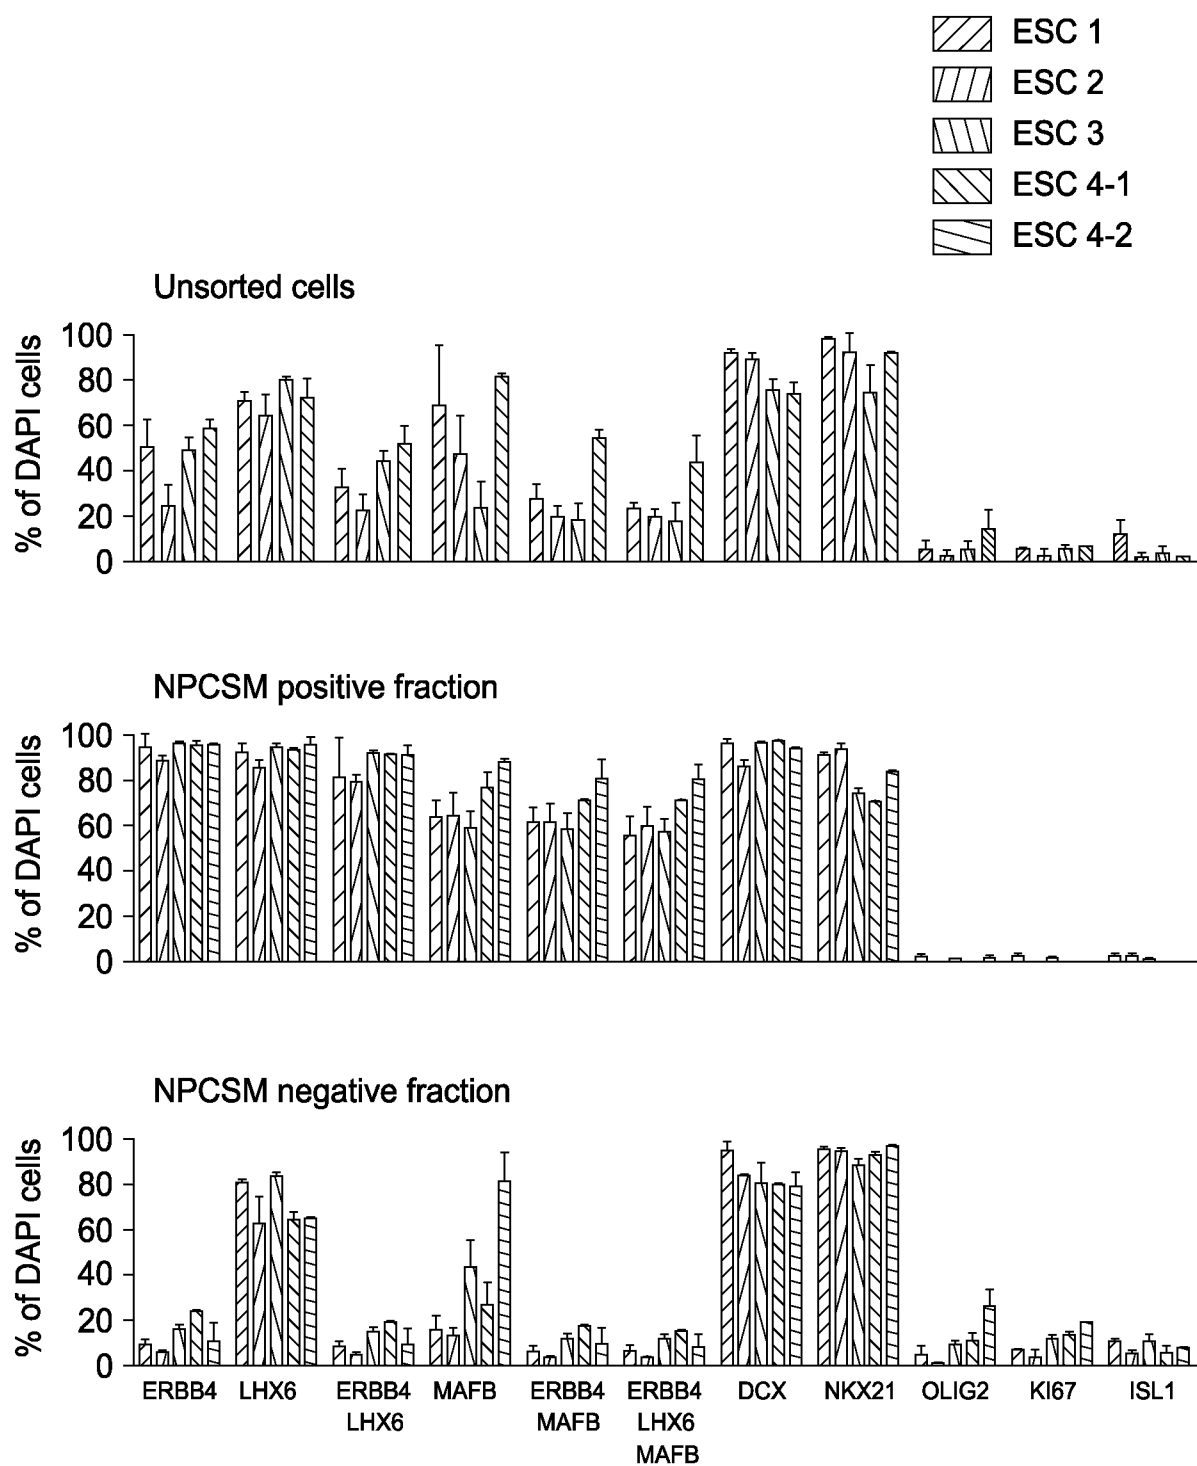 ESC 1
ESC 2
ESC 3
ESC 4-1
ESC 4-2
Unsorted cells
% of DAPI cells
100
80
60
40
20
0
NPCSM positive fraction
% of DAPI cells
100
80
60
40
20
0
NPCSM negative fraction
% of DAPI cells
100
80
60
40
20
0
ERBB4 LHX6 ERBB4 MAFB ERBB4 ERBB4 DCX NKX21 OLIG2 KI67 ISL1
LHX6 MAFB LHX6
MAFB